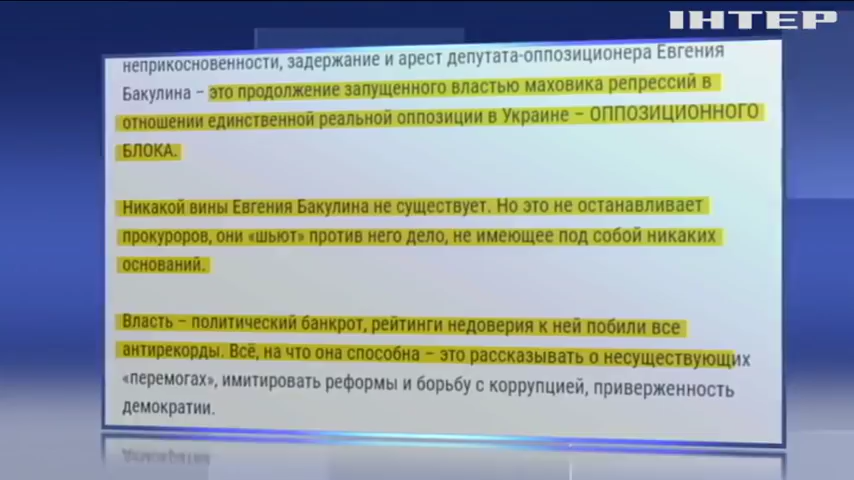 ІНТЕР
неприкосновенности, задержание и арест депутата-оппозиционера Евгения
Бакулина – это продолжение запущенного властью маховика репрессий в
отношении единственной реальной оппозиции в Украине – ОППОЗИЦИОННОГО
БЛОКА.
Никакой вины Евгения Бакулина не существует. Но это не останавливает
прокуроров, они «шьют» против него дело, не имеющее под собой никаких
оснований.
Власть – политический банкрот, рейтинги недоверия к ней побили все
антирекорды. Всё, на что она способна – это рассказывать о несуществующих
«перемогах», имитировать реформы и борьбу с коррупцией, приверженность
демократии.